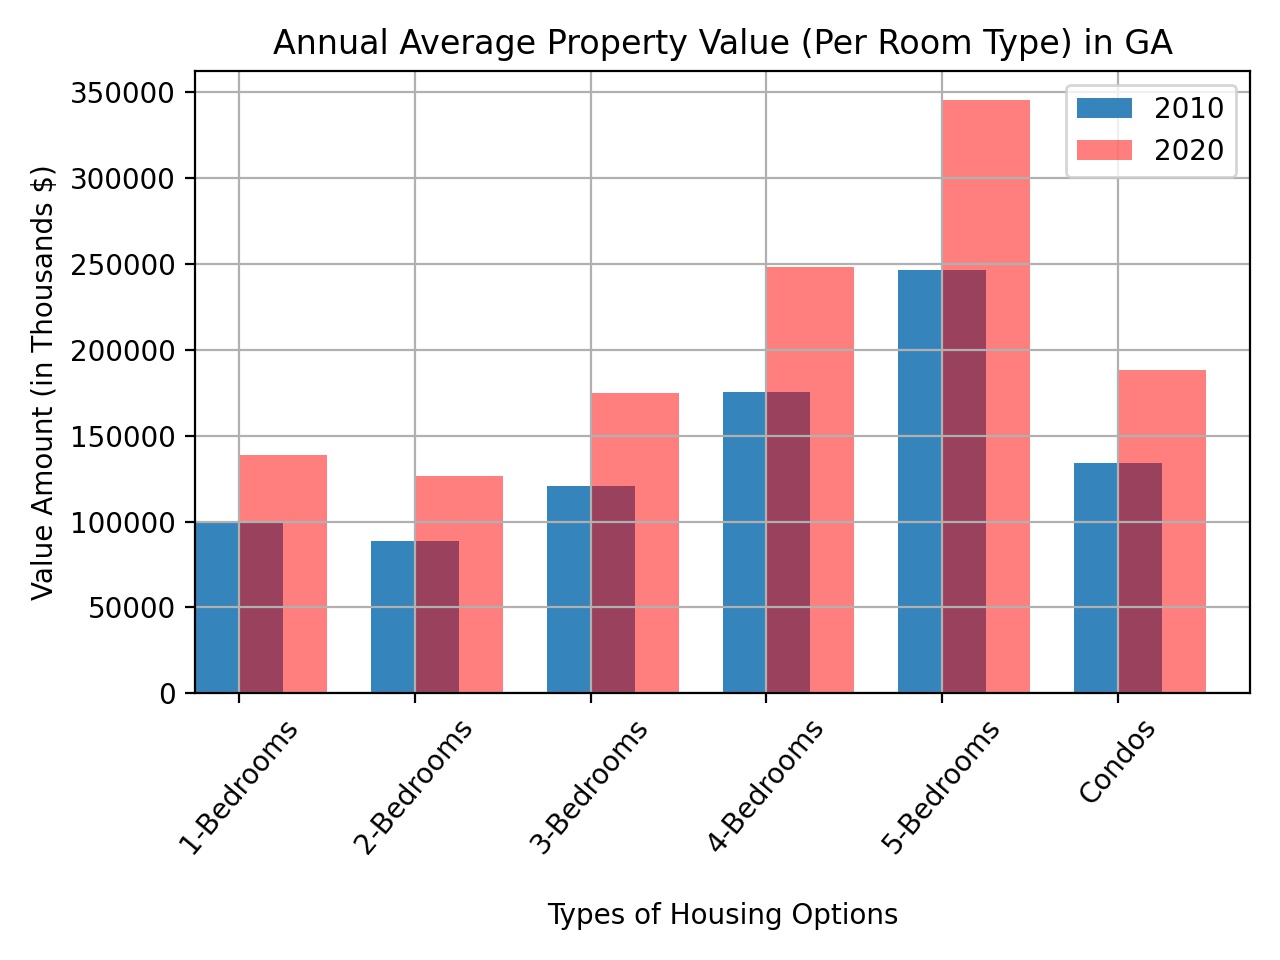 Annual Average Property Value (Per Room Type) in GA
2010
2020
Value Amount (in Thousands $)
350000
300000
250000
200000
150000
100000
50000
0
1-Bedrooms
2-Bedrooms
3-Bedrooms
4-Bedrooms
5-Bedrooms
Condos
Types of Housing Options